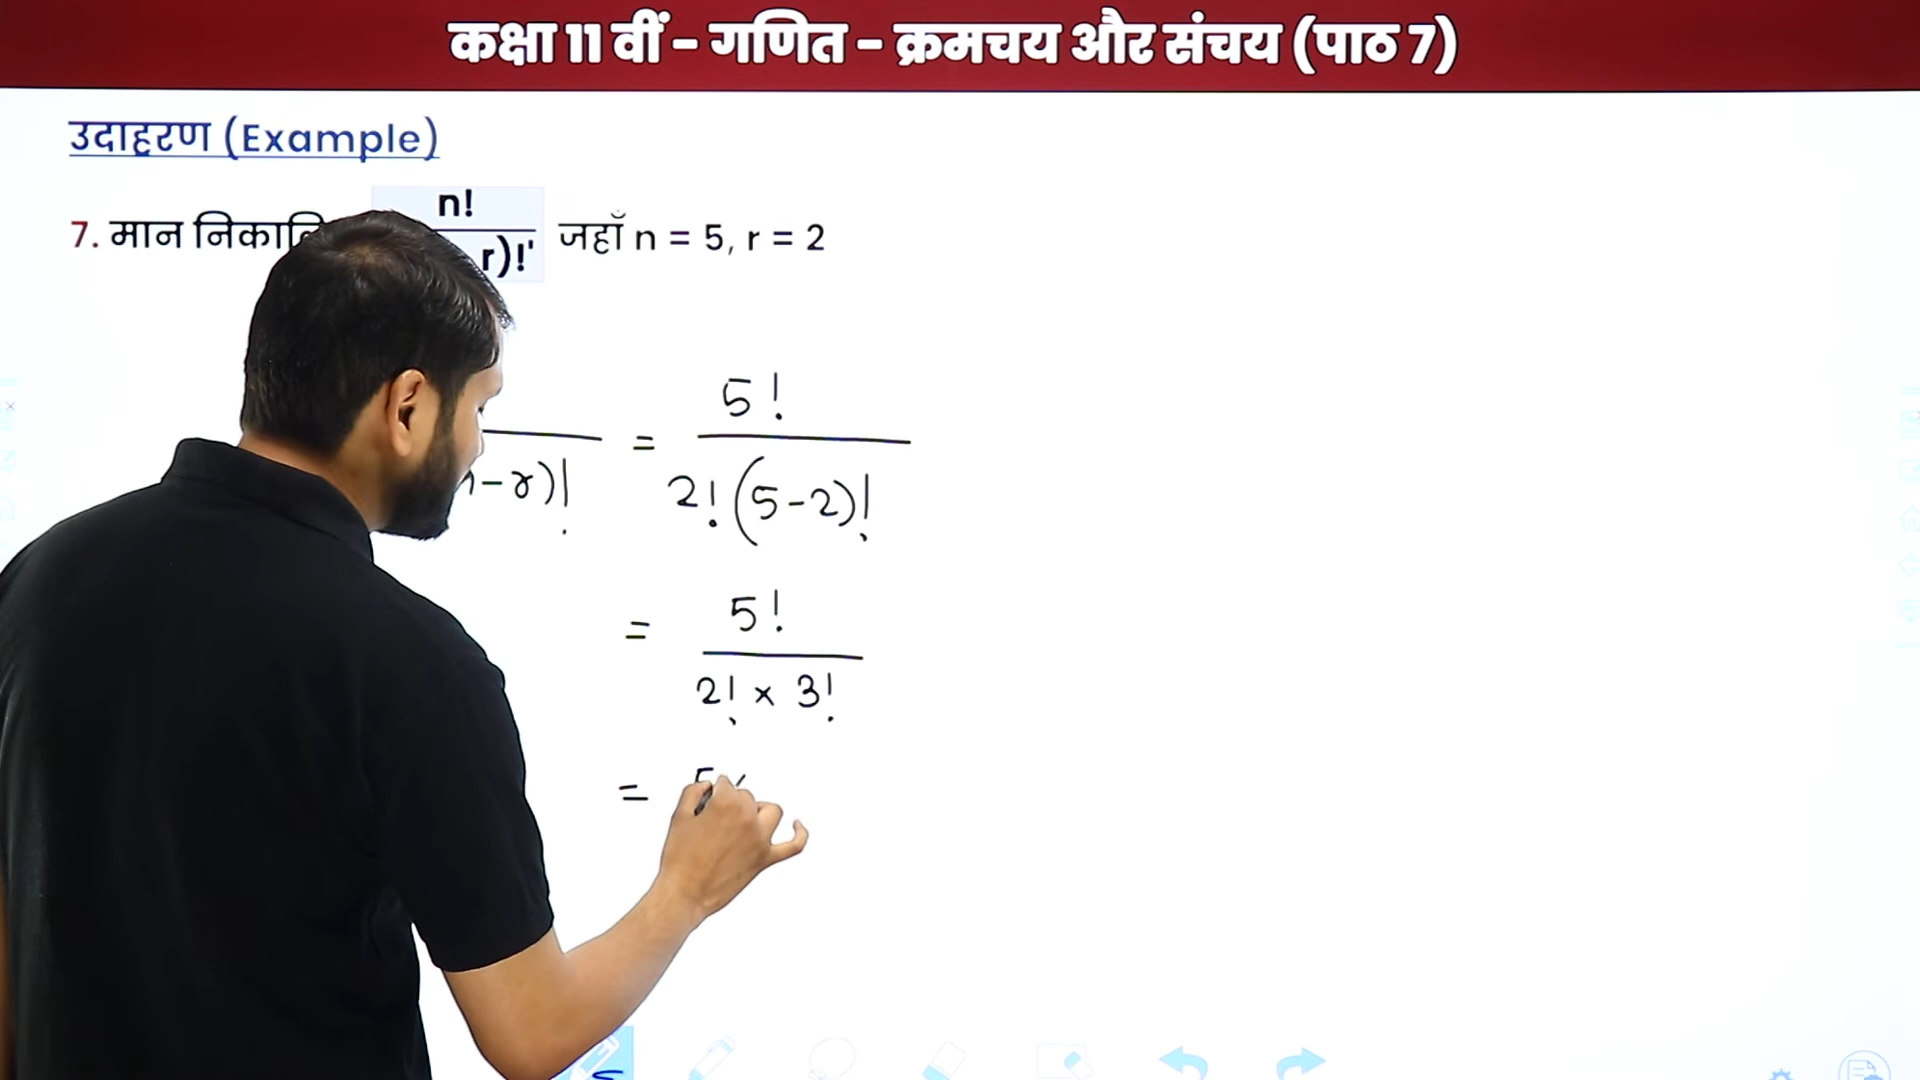 कक्षा 11 वीं - गणित - क्रमचय और संचय (पाठ 7)
उदाहरण (Example)
n!
7. मान जहाँ n = 5, r = 2
r)!'
5!
-r)! = 2!(5-2)!
= 5!
2! × 3!
= 5×